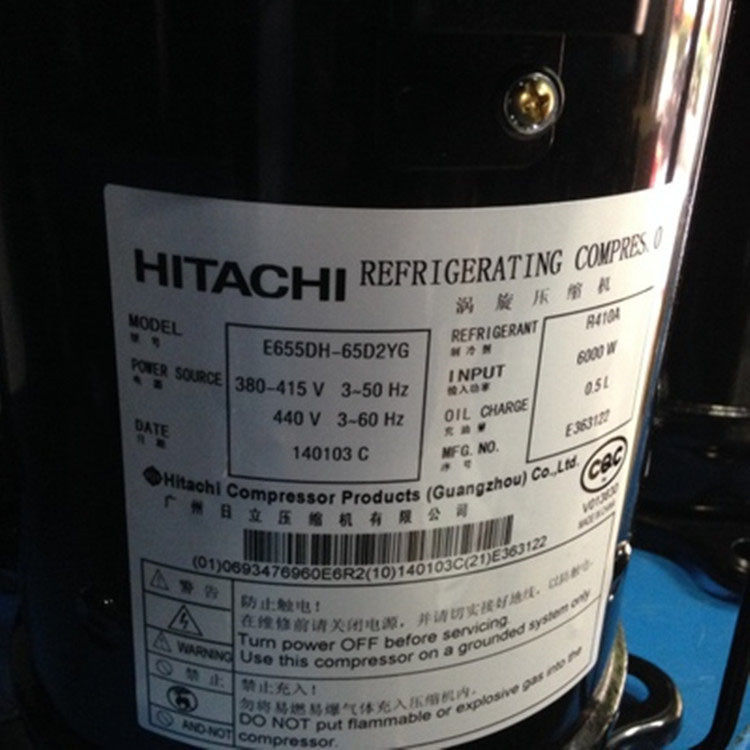 HITACHI REFRIGERATING COMPRES. O
涡旋压缩机
MODEL E655DH-65D2YG
型号
POWER SOURCE 380-415 V 3~50 Hz
电源 440 V 3~60 Hz
DATE 140103 C
日期
REFRIGERANT R410A
制冷剂
INPUT 6000 W
输入功率
OIL CHARGE 0.5 L
充油量
MFG. NO. E363122
序号
Hitachi Compressor Products (Guangzhou) Co.,Ltd.
广州日立压缩机有限公司
V013630
MADE IN CHINA
(01)0693476960E6R2(10)140103C(21)E363122
警告
WARNING
防止触电!
在维修前请关闭电源,并请切实接好地线,以防触电
Turn power OFF before servicing.
Use this compressor on a grounded system only
禁止
AND-NOT
禁止充入!
勿将易燃易爆气体充入压缩机内.
DO NOT put flammable or explosive gas into the
compressor.